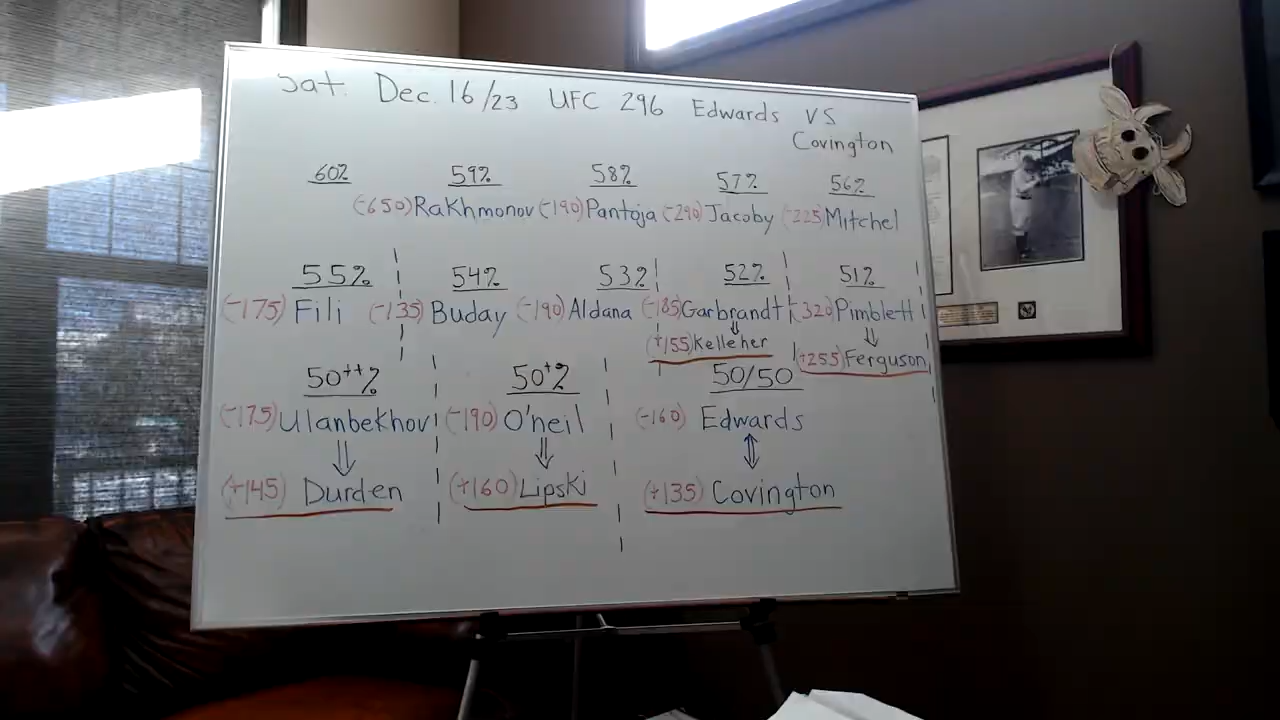 Sat. Dec. 16/23 UFC 296 Edwards VS
Covington
60% 59% 58% 57% 56%
(-650) Rakhmonov (-190) Pantoja (-290) Jacoby (-225) Mitchel
55% 54% 53% 52% 51%
(-175) Fili (-135) Buday (-190) Aldana (-185) Garbrandt (-320) Pimblett
(+155) Kelleher (+255) Ferguson
50++% 50+% 50/50
(-175) Ulanbekhov (-190) O'neil (-160) Edwards
(+145) Durden (+160) Lipski (+135) Covington